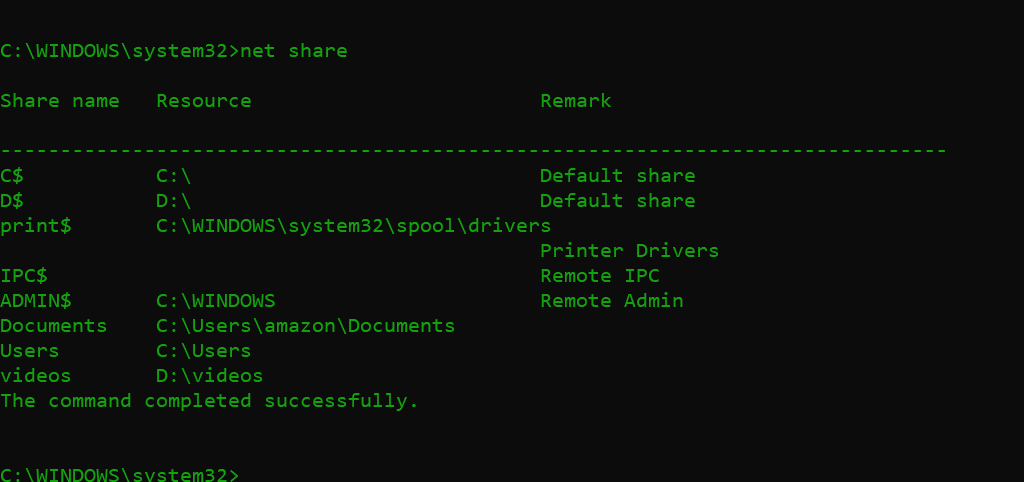 C:\WINDOWS\system32>net share
Share name   Resource                        Remark
-------------------------------------------------------------------------------
C$           C:\                             Default share
D$           D:\                             Default share
print$       C:\WINDOWS\system32\spool\drivers
                                             Printer Drivers
IPC$                                         Remote IPC
ADMIN$       C:\WINDOWS                      Remote Admin
Documents    C:\Users\amazon\Documents
Users        C:\Users
videos       D:\videos
The command completed successfully.
C:\WINDOWS\system32>